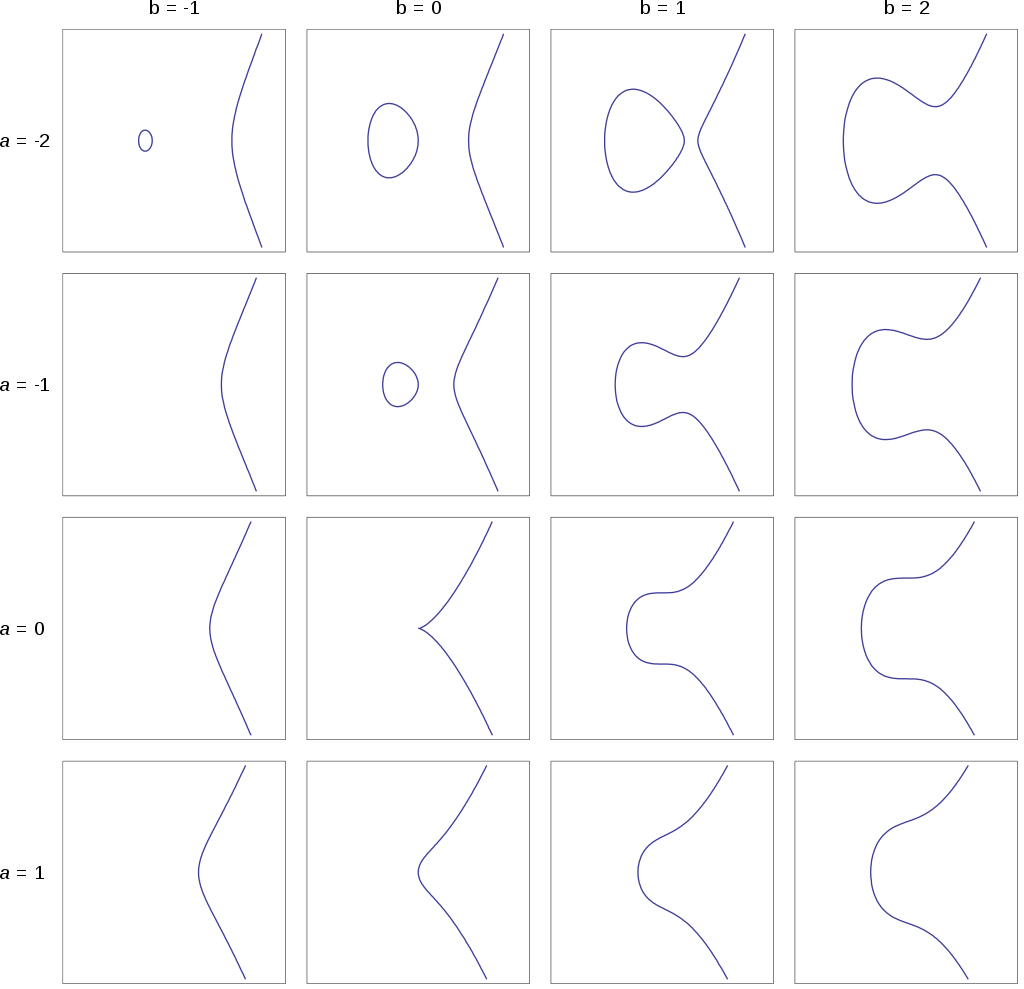 b = -1 b = 0 b = 1 b = 2
a = -2
a = -1
a = 0
a = 1